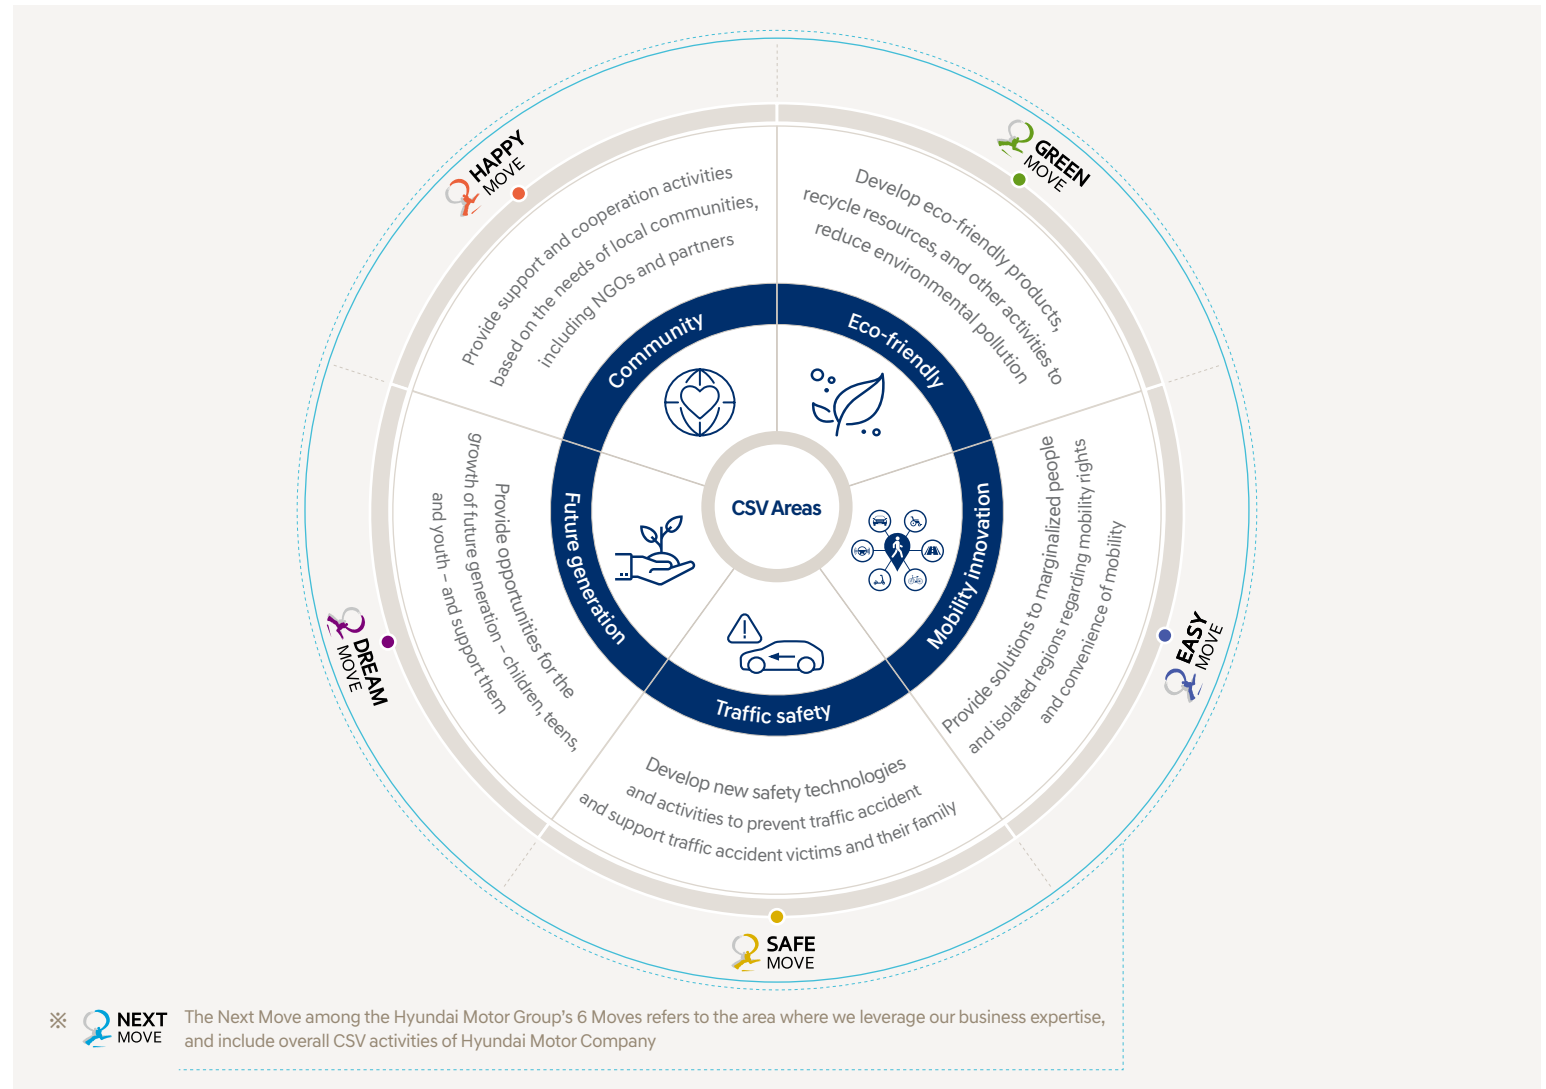 CSV Areas
Community
Provide support and cooperation activities
based on the needs of local communities,
including NGOs and partners
HAPPY
MOVE
Eco-friendly
Develop eco-friendly products,
recycle resources, and other activities to
reduce environmental pollution
GREEN
MOVE
Mobility innovation
Provide solutions to marginalized people
and isolated regions regarding mobility rights
and convenience of mobility
EASY
MOVE
Traffic safety
Develop new safety technologies
and activities to prevent traffic accident
and support traffic accident victims and their family
SAFE
MOVE
Future generation
Provide opportunities for the
growth of future generation – children, teens,
and youth – and support them
DREAM
MOVE
※ NEXT
MOVE
The Next Move among the Hyundai Motor Group's 6 Moves refers to the area where we leverage our business expertise,
and include overall CSV activities of Hyundai Motor Company